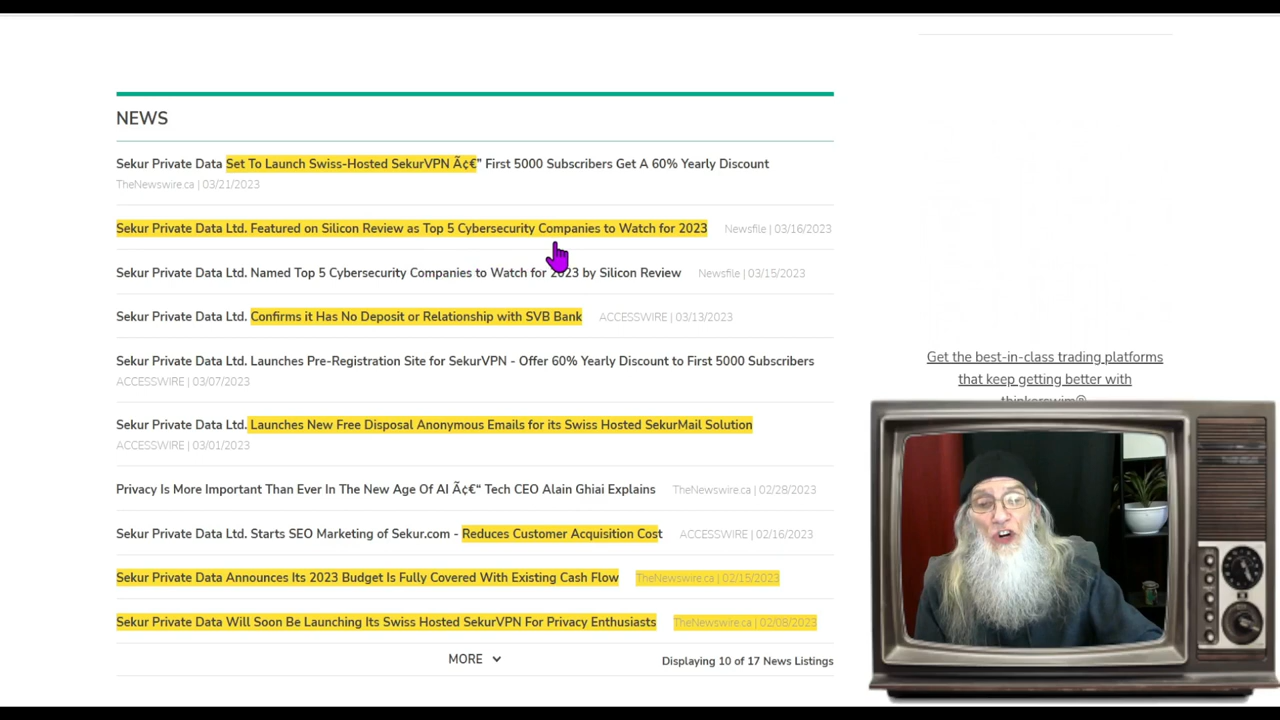 NEWS
Sekur Private Data Set To Launch Swiss-Hosted SekurVPN Ã¢€” First 5000 Subscribers Get A 60% Yearly Discount
TheNewswire.ca | 03/21/2023
Sekur Private Data Ltd. Featured on Silicon Review as Top 5 Cybersecurity Companies to Watch for 2023 Newsfile | 03/16/2023
Sekur Private Data Ltd. Named Top 5 Cybersecurity Companies to Watch for 2023 by Silicon Review Newsfile | 03/15/2023
Sekur Private Data Ltd. Confirms it Has No Deposit or Relationship with SVB Bank ACCESSWIRE | 03/13/2023
Sekur Private Data Ltd. Launches Pre-Registration Site for SekurVPN - Offer 60% Yearly Discount to First 5000 Subscribers
ACCESSWIRE | 03/07/2023
Sekur Private Data Ltd. Launches New Free Disposal Anonymous Emails for its Swiss Hosted SekurMail Solution
ACCESSWIRE | 03/01/2023
Privacy Is More Important Than Ever In The New Age Of AI Ã¢€“ Tech CEO Alain Ghiai Explains TheNewswire.ca | 02/28/2023
Sekur Private Data Ltd. Starts SEO Marketing of Sekur.com - Reduces Customer Acquisition Cost ACCESSWIRE | 02/16/2023
Sekur Private Data Announces Its 2023 Budget Is Fully Covered With Existing Cash Flow TheNewswire.ca | 02/15/2023
Sekur Private Data Will Soon Be Launching Its Swiss Hosted SekurVPN For Privacy Enthusiasts TheNewswire.ca | 02/08/2023
MORE Displaying 10 of 17 News Listings
Get the best-in-class trading platforms
that keep getting better with
thinkorswim®